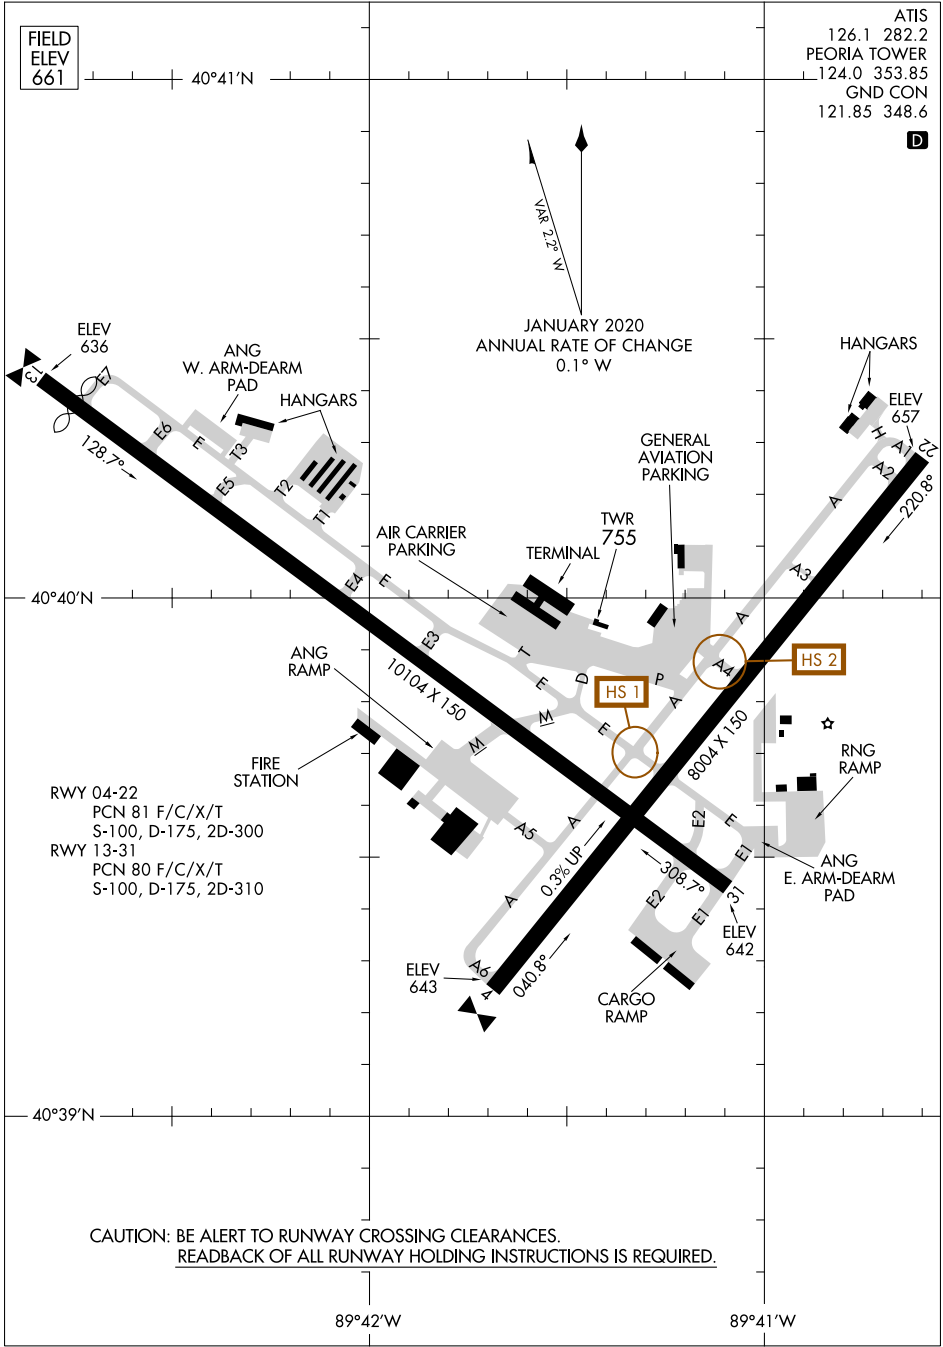 FIELD
ELEV
661
ATIS
126.1 282.2
PEORIA TOWER
124.0 353.85
GND CON
121.85 348.6
D
40°41'N
VAR 2.2° W
JANUARY 2020
ANNUAL RATE OF CHANGE
0.1° W
ELEV
636
13
E7
ANG
W. ARM-DEARM
PAD
HANGARS
E6
E
T3
E5
T2
T1
128.7°
HANGARS
ELEV
657
22
H
A1
A2
220.8°
A
A3
GENERAL
AVIATION
PARKING
TWR
755
TERMINAL
AIR CARRIER
PARKING
40°40'N
E4
E
E3
A
A4
HS 2
ANG
RAMP
10104 X 150
T
E
D
P
HS 1
A
M
M
E
8004 X 150
FIRE
STATION
RNG
RAMP
RWY 04-22
PCN 81 F/C/X/T
S-100, D-175, 2D-300
RWY 13-31
PCN 80 F/C/X/T
S-100, D-175, 2D-310
A5
A
E2
E
E1
0.3% UP
308.7°
ANG
E. ARM-DEARM
PAD
A
E2
E1
31
ELEV
642
A6
4
040.8°
ELEV
643
CARGO
RAMP
40°39'N
CAUTION: BE ALERT TO RUNWAY CROSSING CLEARANCES.
READBACK OF ALL RUNWAY HOLDING INSTRUCTIONS IS REQUIRED.
89°42'W
89°41'W